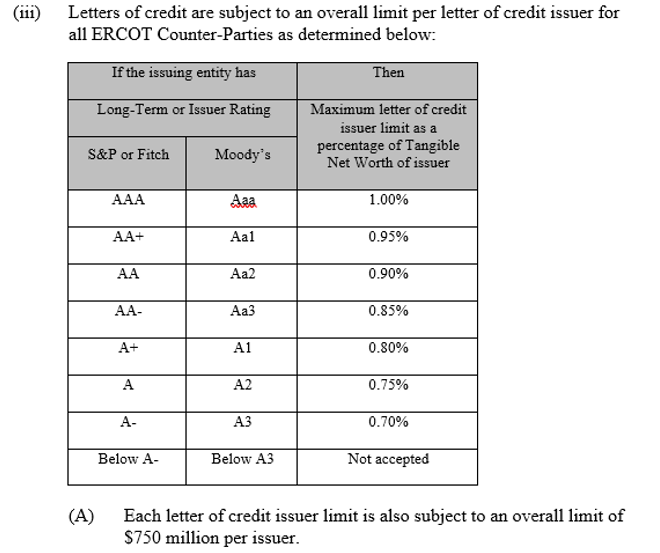 (iii) Letters of credit are subject to an overall limit per letter of credit issuer for
all ERCOT Counter-Parties as determined below:
If the issuing entity has Then
Long-Term or Issuer Rating Maximum letter of credit
issuer limit as a
percentage of Tangible
Net Worth of issuer
S&P or Fitch Moody's
AAA Aaa 1.00%
AA+ Aa1 0.95%
AA Aa2 0.90%
AA- Aa3 0.85%
A+ A1 0.80%
A A2 0.75%
A- A3 0.70%
Below A- Below A3 Not accepted
(A) Each letter of credit issuer limit is also subject to an overall limit of
$750 million per issuer.